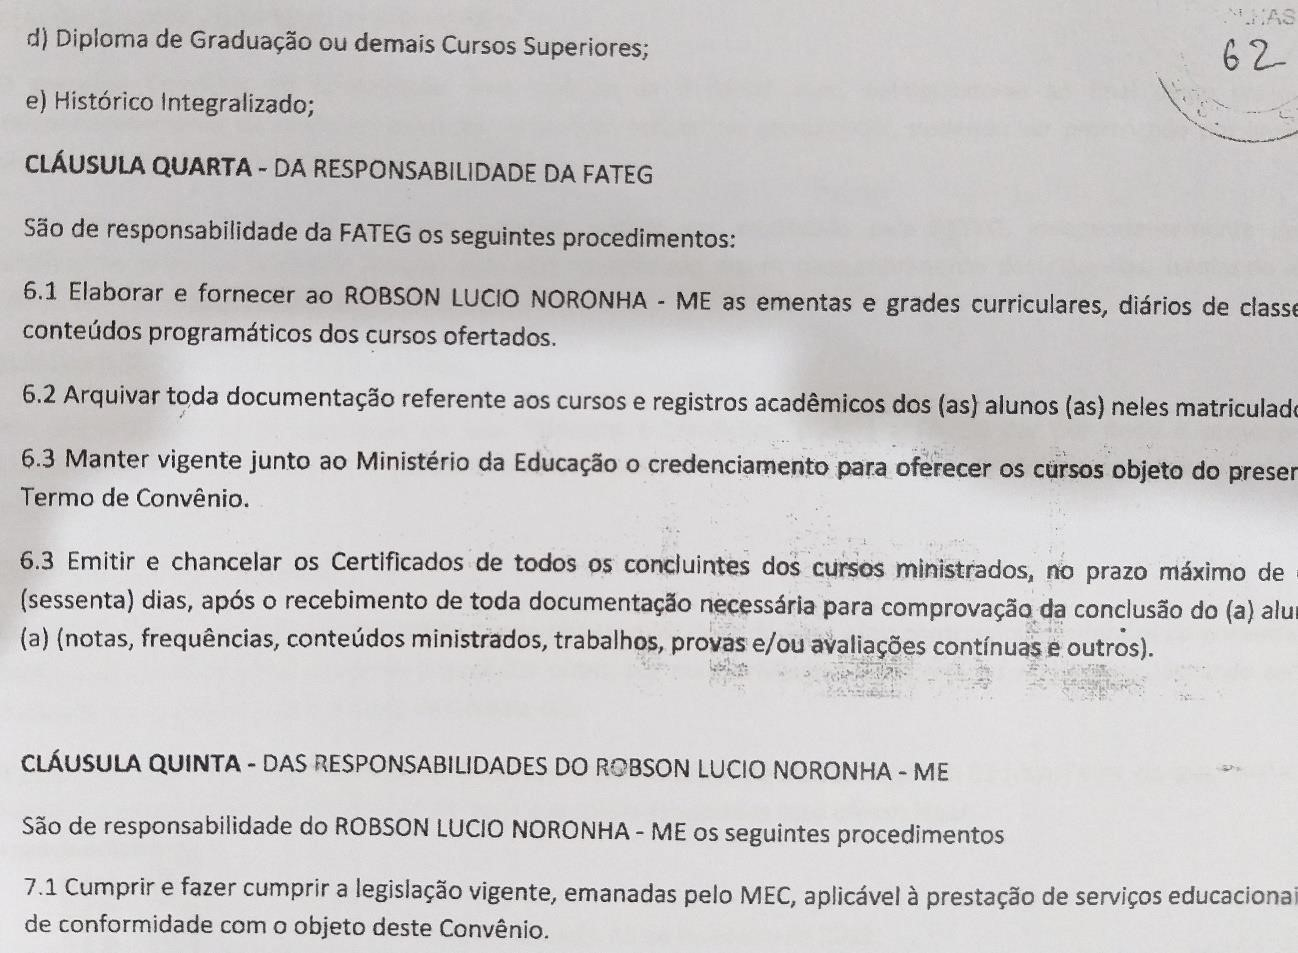 62
d) Diploma de Graduação ou demais Cursos Superiores;
e) Histórico Integralizado;
CLÁUSULA QUARTA - DA RESPONSABILIDADE DA FATEG
São de responsabilidade da FATEG os seguintes procedimentos:
6.1 Elaborar e fornecer ao ROBSON LUCIO NORONHA - ME as ementas e grades curriculares, diários de classe
conteúdos programáticos dos cursos ofertados.
6.2 Arquivar toda documentação referente aos cursos e registros acadêmicos dos (as) alunos (as) neles
6.3 Manter vigente junto ao Ministério da Educação o credenciamento para oferecer os cursos objeto do
Termo de Convênio.
6.3 Emitir e chancelar os Certificados de todos os concluintes dos cursos ministrados, no prazo máximo de
(sessenta) dias, após o recebimento de toda documentação necessária para comprovação da conclusão do (a)
(a) (notas, frequências, conteúdos ministrados, trabalhos, provas e/ou avaliações contínuas e outros).
CLÁUSULA QUINTA - DAS RESPONSABILIDADES DO ROBSON LUCIO NORONHA - ME
São de responsabilidade do ROBSON LUCIO NORONHA - ME os seguintes procedimentos
7.1 Cumprir e fazer cumprir a legislação vigente, emanadas pelo MEC, aplicável à prestação de serviços
de conformidade com o objeto deste Convênio.